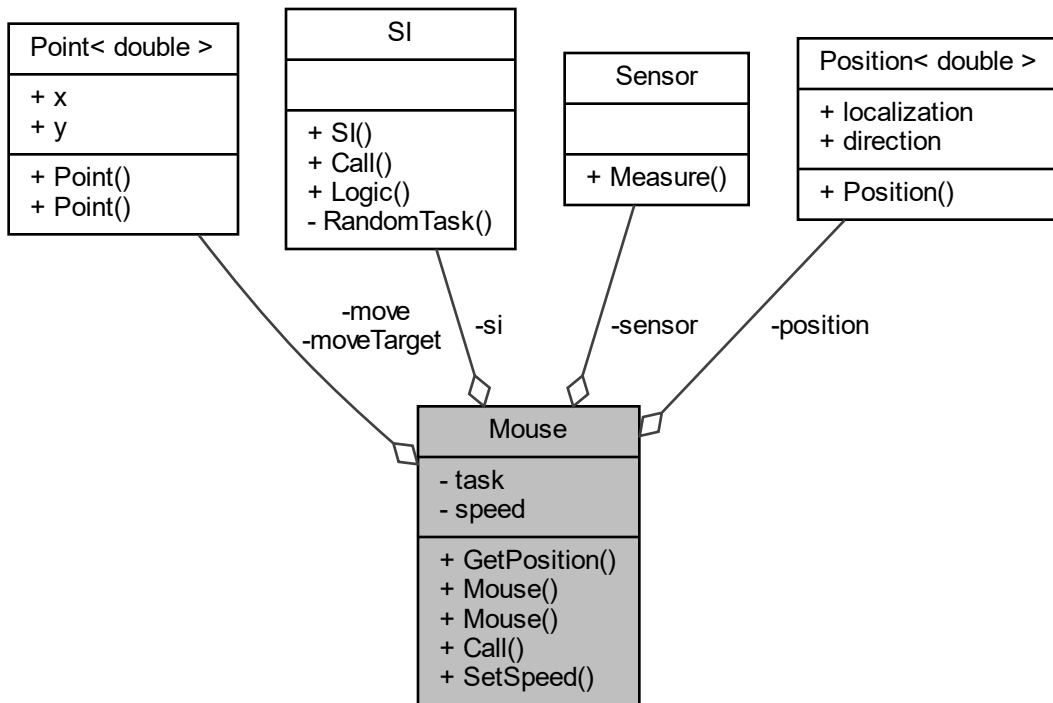 Point< double >
+ x
+ y
+ Point()
+ Point()
SI
+ SI()
+ Call()
+ Logic()
- RandomTask()
Sensor
+ Measure()
Position< double >
+ localization
+ direction
+ Position()
-move
-moveTarget
-si
-sensor
-position
Mouse
- task
- speed
+ GetPosition()
+ Mouse()
+ Mouse()
+ Call()
+ SetSpeed()